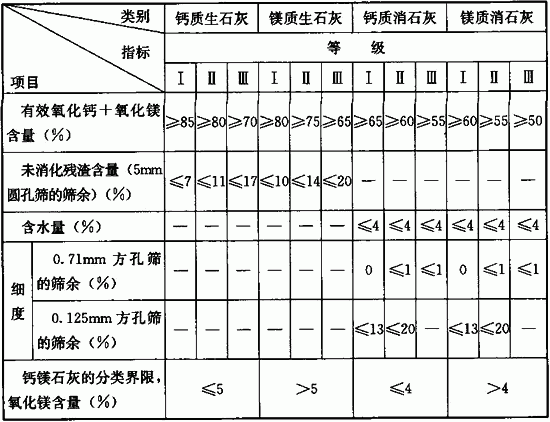 类别 钙质生石灰 镁质生石灰 钙质消石灰 镁质消石灰
指标 等 级
项目 Ⅰ Ⅱ Ⅲ Ⅰ Ⅱ Ⅲ Ⅰ Ⅱ Ⅲ Ⅰ Ⅱ Ⅲ
有效氧化钙＋氧化镁
含量（%） ≥85 ≥80 ≥70 ≥80 ≥75 ≥65 ≥65 ≥60 ≥55 ≥60 ≥55 ≥50
未消化残渣含量（5mm
圆孔筛的筛余）（%） ≤7 ≤11 ≤17 ≤10 ≤14 ≤20 — — — — — —
含水量（%） — — — — — — ≤4 ≤4 ≤4 ≤4 ≤4 ≤4
细度
0.71mm方孔筛
的筛余（%） — — — — — — 0 ≤1 ≤1 0 ≤1 ≤1
0.125mm方孔筛
的筛余（%） — — — — — — ≤13 ≤20 — ≤13 ≤20 —
钙镁石灰的分类界限，
氧化镁含量（%） ≤5 >5 ≤4 >4